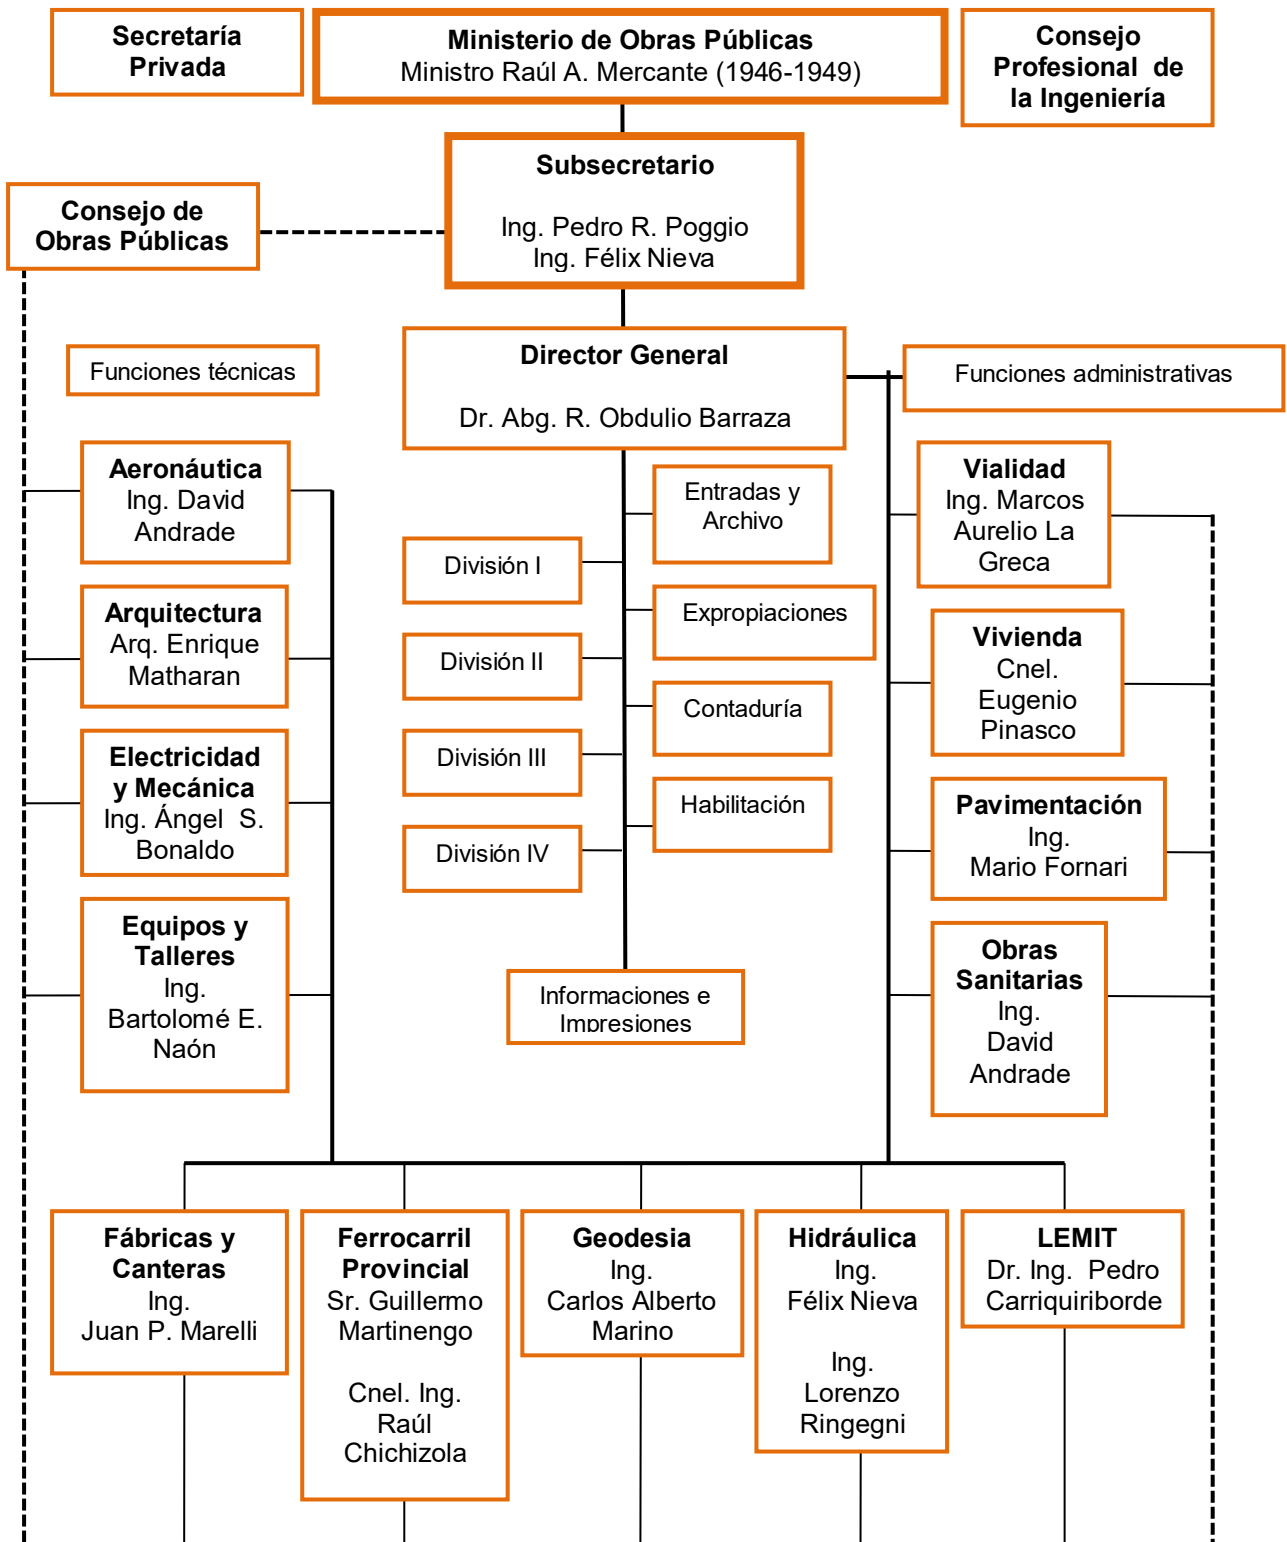 Secretaría
Privada
Ministerio de Obras Públicas
Ministro Raúl A. Mercante (1946-1949)
Consejo
Profesional de
la Ingeniería
Subsecretario
Ing. Pedro R. Poggio
Ing. Félix Nieva
Consejo de
Obras Públicas
Director General
Dr. Abg. R. Obdulio Barraza
Funciones técnicas
Funciones administrativas
Aeronáutica
Ing. David
Andrade
Arquitectura
Arq. Enrique
Matharan
Electricidad
y Mecánica
Ing. Ángel S.
Bonaldo
Equipos y
Talleres
Ing.
Bartolomé E.
Naón
División I
División II
División III
División IV
Entradas y
Archivo
Expropiaciones
Contaduría
Habilitación
Informaciones e
Impresiones
Vialidad
Ing. Marcos
Aurelio La
Greca
Vivienda
Cnel.
Eugenio
Pinasco
Pavimentación
Ing.
Mario Fornari
Obras
Sanitarias
Ing.
David
Andrade
Fábricas y
Canteras
Ing.
Juan P. Marelli
Ferrocarril
Provincial
Sr. Guillermo
Martinengo
Cnel. Ing.
Raúl
Chichizola
Geodesia
Ing.
Carlos Alberto
Marino
Hidráulica
Ing.
Félix Nieva
Ing.
Lorenzo
Ringegni
LEMIT
Dr. Ing. Pedro
Carriquiriborde